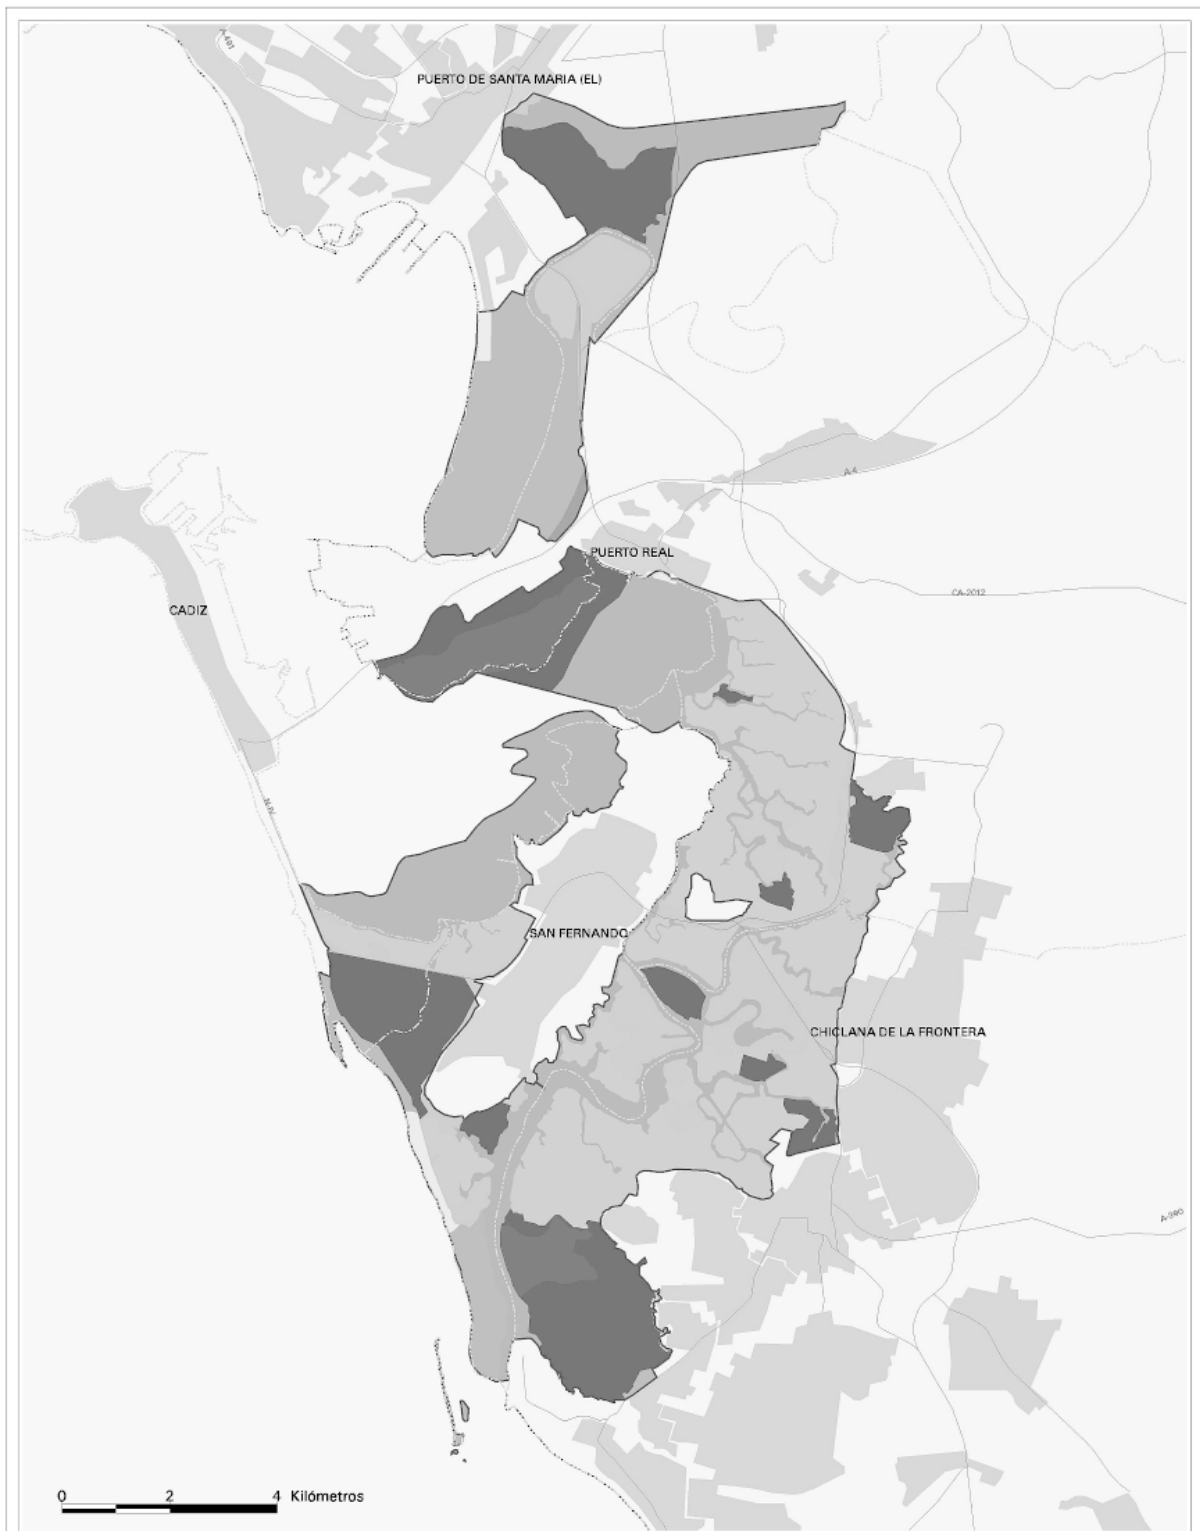 A-491
PUERTO DE SANTA MARIA (EL)
A-4
PUERTO REAL
CA-2012
CADIZ
N-IV
SAN FERNANDO
CHICLANA DE LA FRONTERA
A-390
0 2 4 Kilómetros